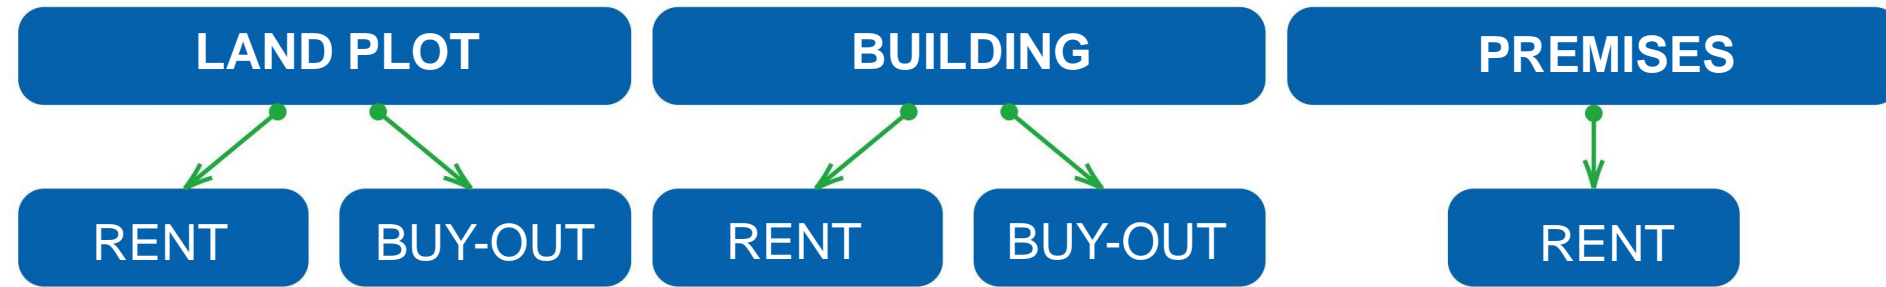 LAND PLOT
BUILDING
PREMISES
RENT
BUY-OUT
RENT
BUY-OUT
RENT